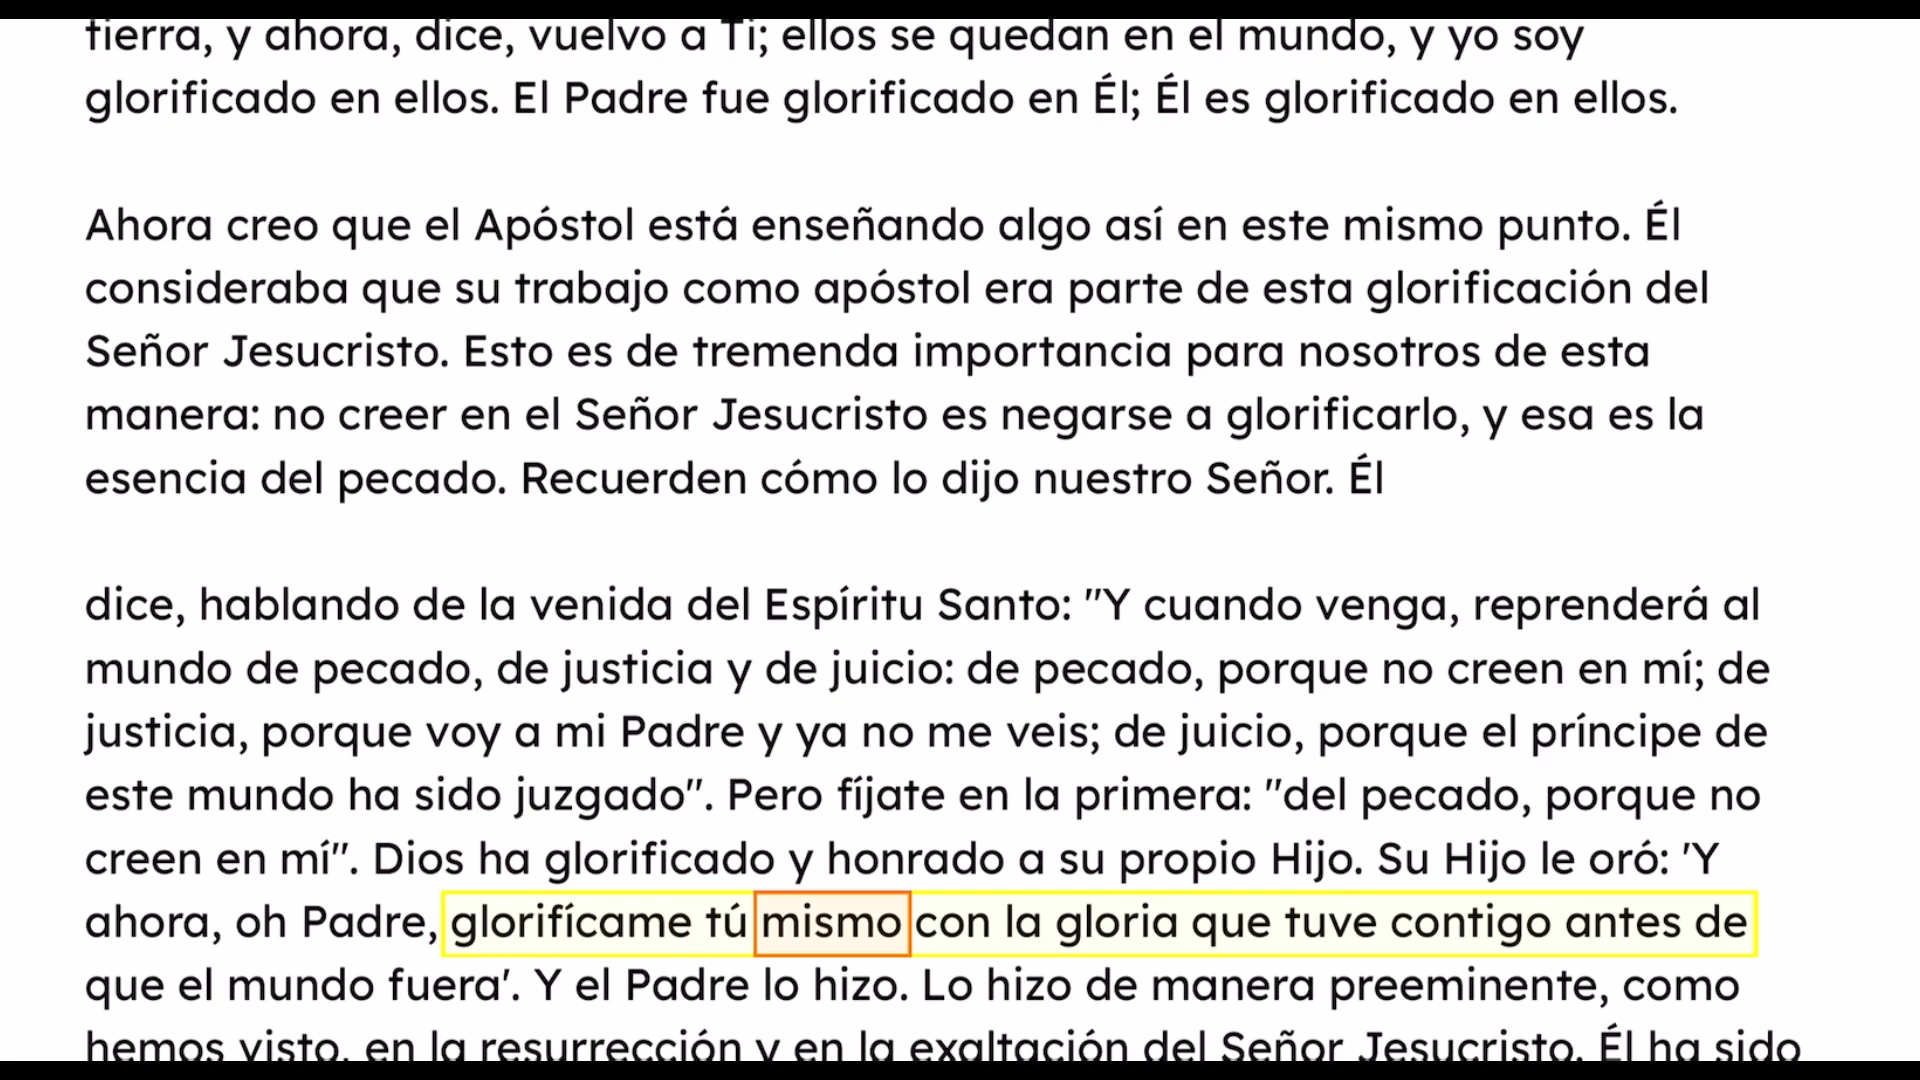 tierra, y ahora, dice, vuelvo a Ti; ellos se quedan en el mundo, y yo soy
glorificado en ellos. El Padre fue glorificado en Él; Él es glorificado en ellos.
Ahora creo que el Apóstol está enseñando algo así en este mismo punto. Él
consideraba que su trabajo como apóstol era parte de esta glorificación del
Señor Jesucristo. Esto es de tremenda importancia para nosotros de esta
manera: no creer en el Señor Jesucristo es negarse a glorificarlo, y esa es la
esencia del pecado. Recuerden cómo lo dijo nuestro Señor. Él
dice, hablando de la venida del Espíritu Santo: "Y cuando venga, reprenderá al
mundo de pecado, de justicia y de juicio: de pecado, porque no creen en mí; de
justicia, porque voy a mi Padre y ya no me veis; de juicio, porque el príncipe de
este mundo ha sido juzgado". Pero fíjate en la primera: "del pecado, porque no
creen en mí". Dios ha glorificado y honrado a su propio Hijo. Su Hijo le oró: 'Y
ahora, oh Padre, glorifícame tú mismo con la gloria que tuve contigo antes de
que el mundo fuera'. Y el Padre lo hizo. Lo hizo de manera preeminente, como
hemos visto, en la resurrección y en la exaltación del Señor Jesucristo. Él ha sido